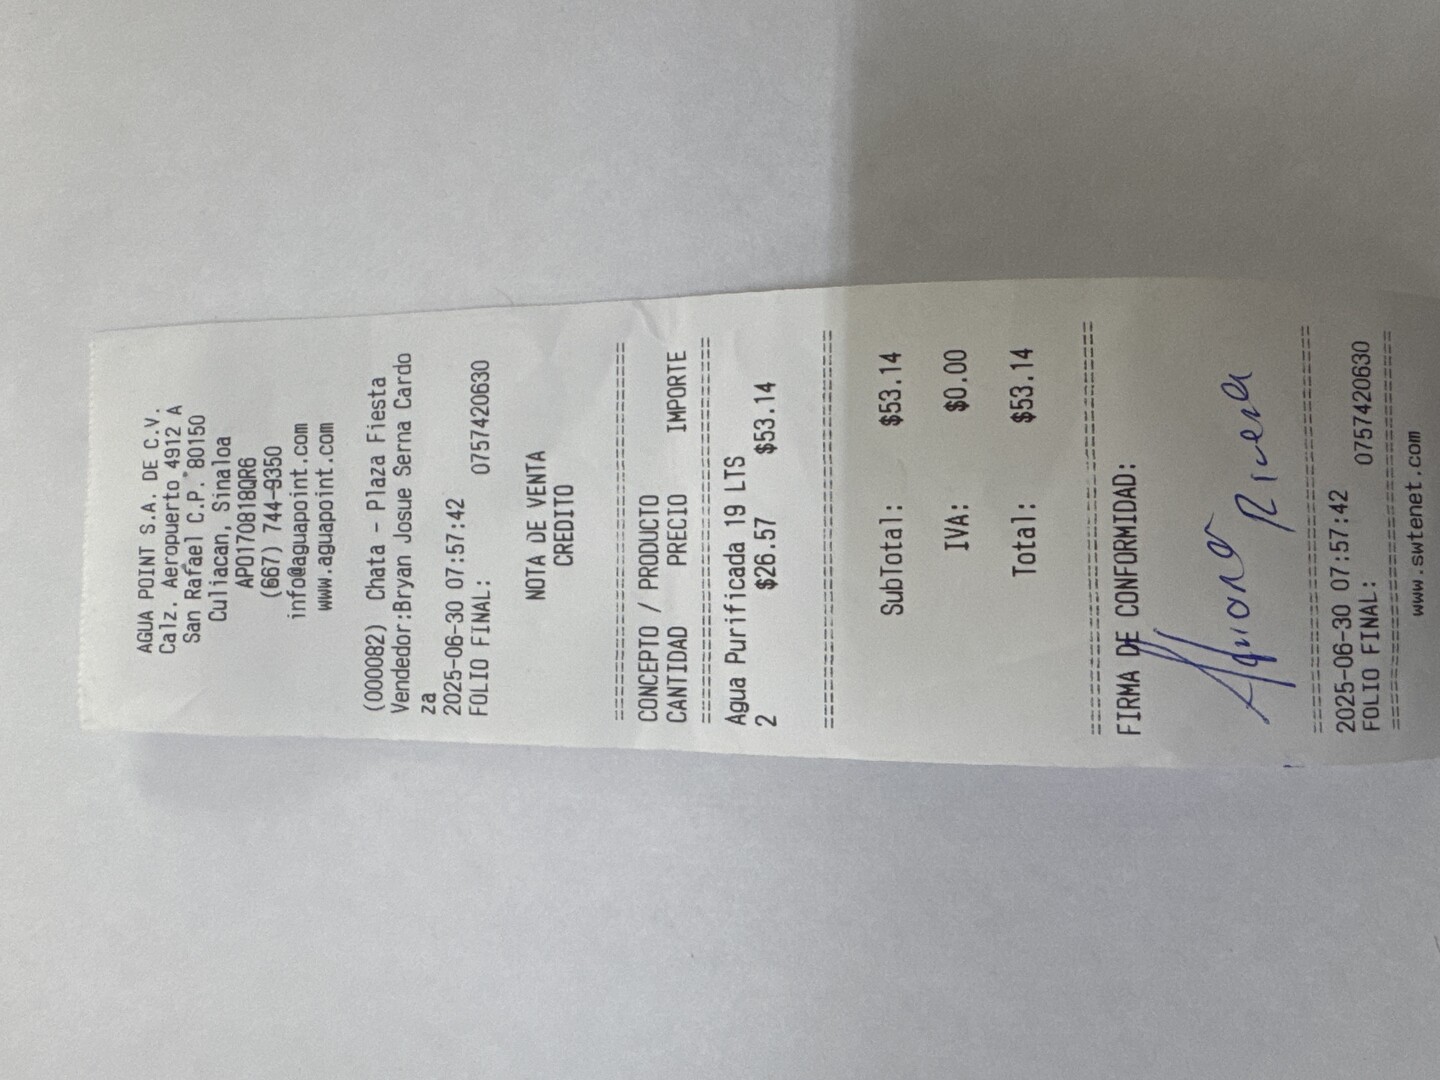 AGUA POINT S.A. DE C.V.
Calz. Aeropuerto 4912 A
San Rafael C.P. 80150
Culiacan, Sinaloa
APO170818QR6
(667) 744-9350
info@aguapoint.com
www.aguapoint.com
(000082) Chata - Plaza Fiesta
Vendedor:Bryan Josue Serna Cardo
za
2025-06-30 07:57:42
FOLIO FINAL: 0757420630
NOTA DE VENTA
CREDITO
================================
CONCEPTO / PRODUCTO
CANTIDAD PRECIO IMPORTE
================================
Agua Purificada 19 LTS
2 $26.57 $53.14
================================
SubTotal: $53.14
IVA: $0.00
Total: $53.14
================================
FIRMA DE CONFORMIDAD:
Rivera
================================
2025-06-30 07:57:42
FOLIO FINAL: 0757420630
================================
www.swtenet.com